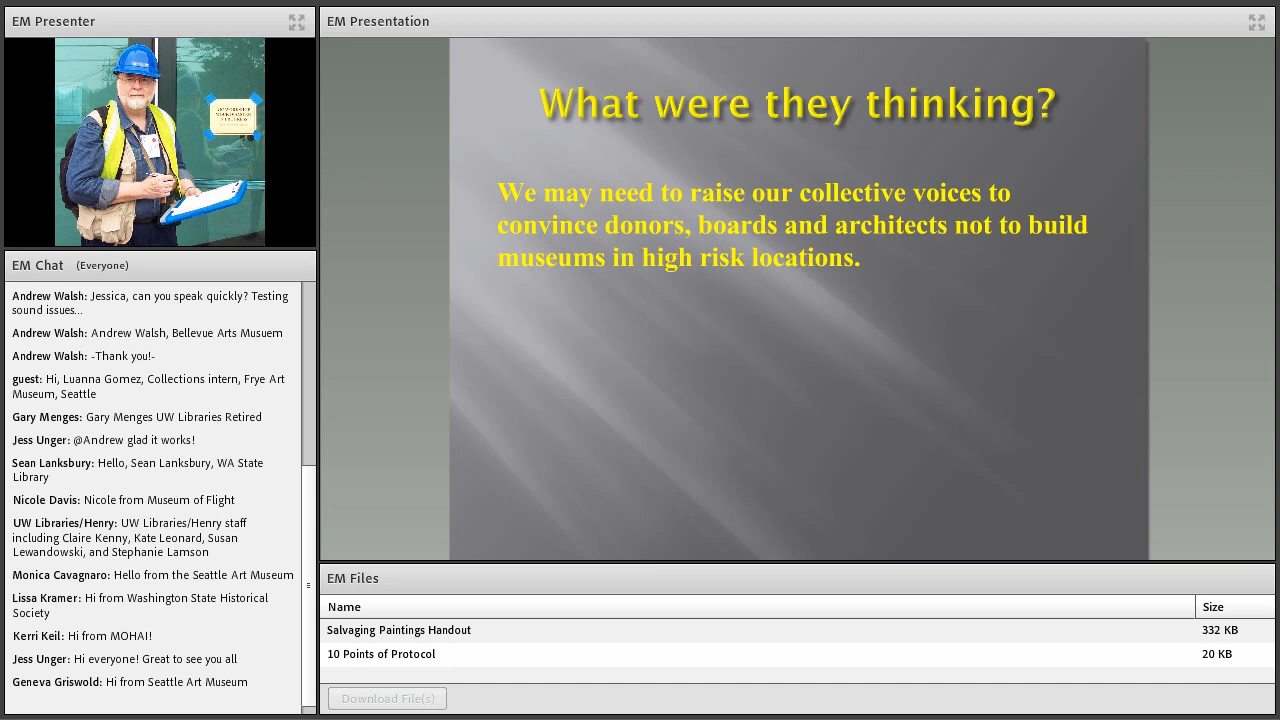 EM Presenter
EM Chat (Everyone)
Andrew Walsh: Jessica, can you speak quickly? Testing
sound issues...
Andrew Walsh: Andrew Walsh, Bellevue Arts Musuem
Andrew Walsh: -Thank you!-
guest: Hi, Luanna Gomez, Collections intern, Frye Art
Museum, Seattle
Gary Menges: Gary Menges UW Libraries Retired
Jess Unger: @Andrew glad it works!
Sean Lanksbury: Hello, Sean Lanksbury, WA State
Library
Nicole Davis: Nicole from Museum of Flight
UW Libraries/Henry: UW Libraries/Henry staff
including Claire Kenny, Kate Leonard, Susan
Lewandowski, and Stephanie Lamson
Monica Cavagnaro: Hello from the Seattle Art Museum
Lissa Kramer: Hi from Washington State Historical
Society
Kerri Keil: Hi from MOHAI!
Jess Unger: Hi everyone! Great to see you all
Geneva Griswold: Hi from Seattle Art Museum
EM Presentation
What were they thinking?
We may need to raise our collective voices to
convince donors, boards and architects not to build
museums in high risk locations.
EM Files
Name Size
Salvaging Paintings Handout 332 KB
10 Points of Protocol 20 KB
Download File(s)